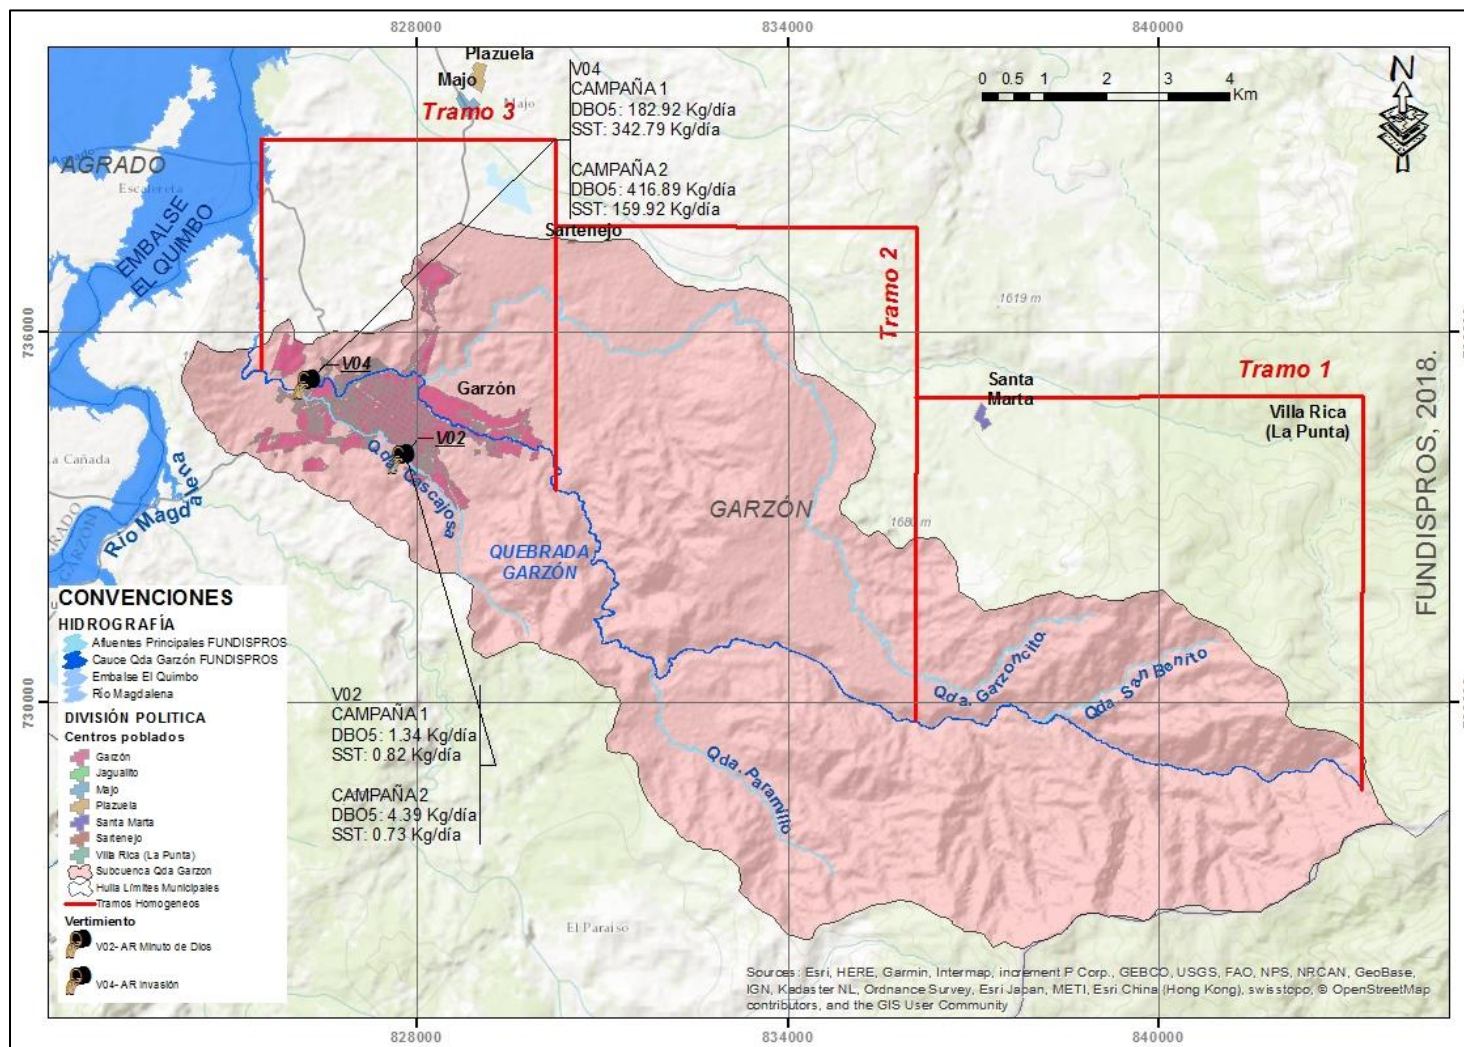 828000
834000
840000
736000
730000
Plazuela
Majó
Majo
Tramo 3
V04
CAMPAÑA 1
DBO5: 182.92 Kg/día
SST: 342.79 Kg/día
CAMPAÑA 2
DBO5: 416.89 Kg/día
SST: 159.92 Kg/día
0 0.5 1 2 3 4
Km
N
AGRADO
Escalereta
EMBALSE
EL QUIMBO
Sartenejo
Tramo 2
1619 m
Tramo 1
Santa
Marta
Villa Rica
(La Punta)
V04
Garzón
V02
Qda. Cascajosa
a Cañada
Río Magdalena
GARZÓN
1680 m
QUEBRADA
GARZÓN
AGRADO
GARZÓN
Qda. Garzoncito.
Qda. San Benito
Qda. Paramillo
FUNDISPROS, 2018.
V02
CAMPAÑA 1
DBO5: 1.34 Kg/día
SST: 0.82 Kg/día
CAMPAÑA 2
DBO5: 4.39 Kg/día
SST: 0.73 Kg/día
El Paraiso
CONVENCIONES
HIDROGRAFÍA
Afluentes Principales FUNDISPROS
Cauce Qda Garzón FUNDISPROS
Embalse El Quimbo
Río Magdalena
DIVISIÓN POLITICA
Centros poblados
Garzón
Jagualito
Majo
Plazuela
Santa Marta
Sartenejo
Villa Rica (La Punta)
Subcuenca Qda Garzon
Huila Límites Municipales
Tramos Homogeneos
Vertimiento
V02- AR Minuto de Dios
V04- AR Invasión
Sources: Esri, HERE, Garmin, Intermap, increment P Corp., GEBCO, USGS, FAO, NPS, NRCAN, GeoBase,
IGN, Kadaster NL, Ordnance Survey, Esri Japan, METI, Esri China (Hong Kong), swisstopo, © OpenStreetMap
contributors, and the GIS User Community
828000
834000
840000